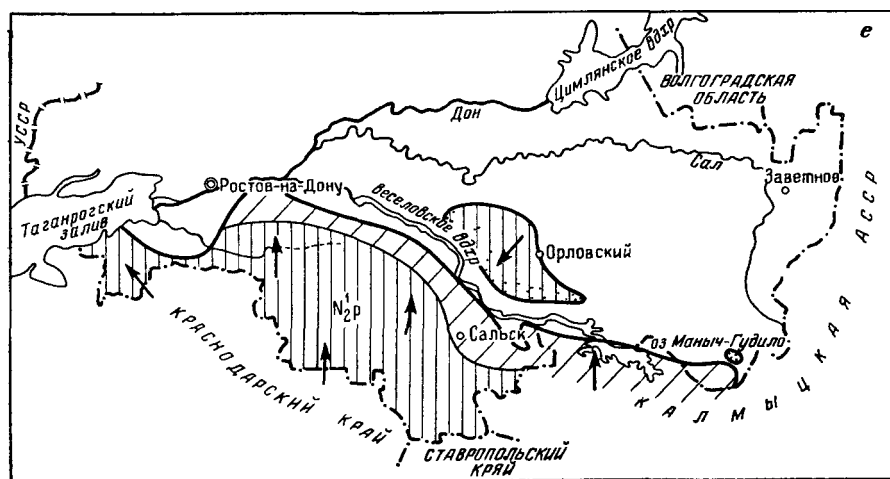 е
Цимлянское вдхр
ВОЛГОГРАДСКАЯ
ОБЛАСТЬ
УССР
Дон
Сал
Заветное
Ростов-на-Дону
Таганрогский
залив
Веселовское вдхр
Орловский
АССР
КРАСНОДАРСКИЙ КРАЙ
N₂¹p
Сальск
оз Маныч-Гудило
КАЛМЫЦКАЯ
СТАВРОПОЛЬСКИЙ
КРЯЙ